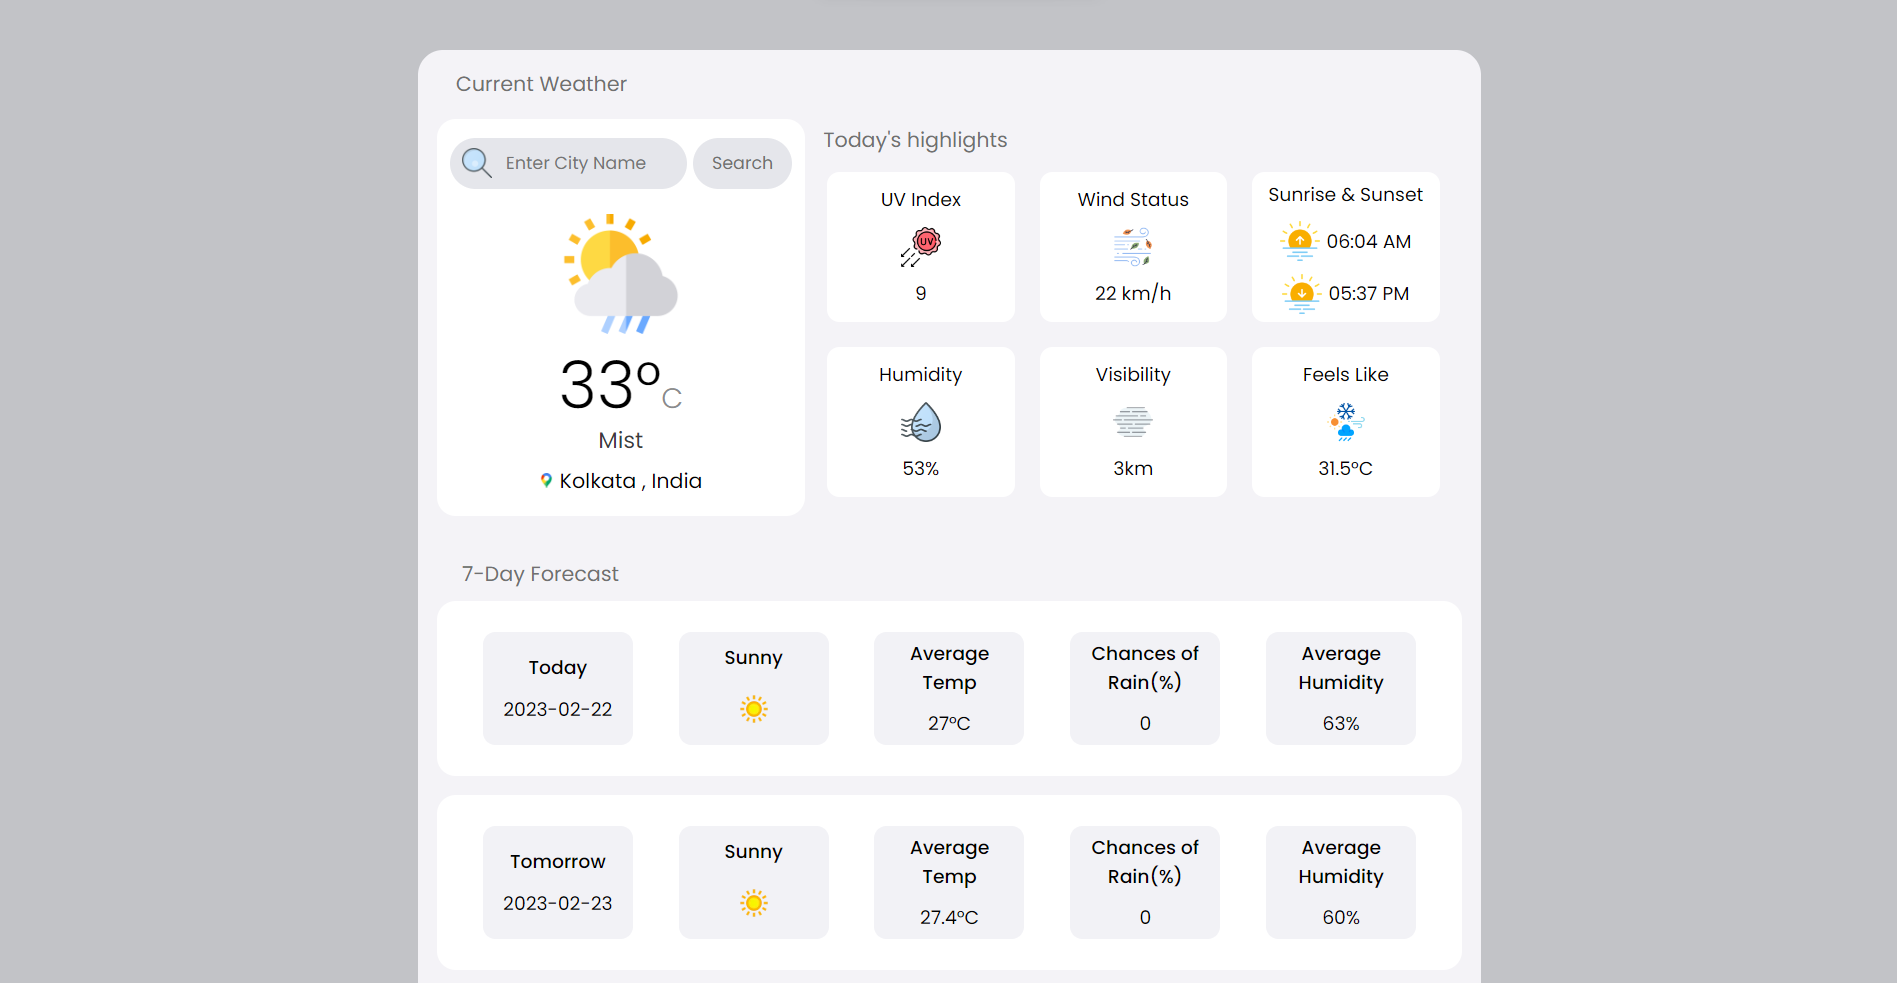 Current Weather
Enter City Name
Search
33°C
Mist
Kolkata , India
Today's highlights
UV Index
UV
9
Wind Status
22 km/h
Sunrise & Sunset
06:04 AM
05:37 PM
Humidity
53%
Visibility
3km
Feels Like
31.5°C
7-Day Forecast
Today
2023-02-22
Sunny
Average
Temp
27°C
Chances of
Rain(%)
0
Average
Humidity
63%
Tomorrow
2023-02-23
Sunny
Average
Temp
27.4°C
Chances of
Rain(%)
0
Average
Humidity
60%